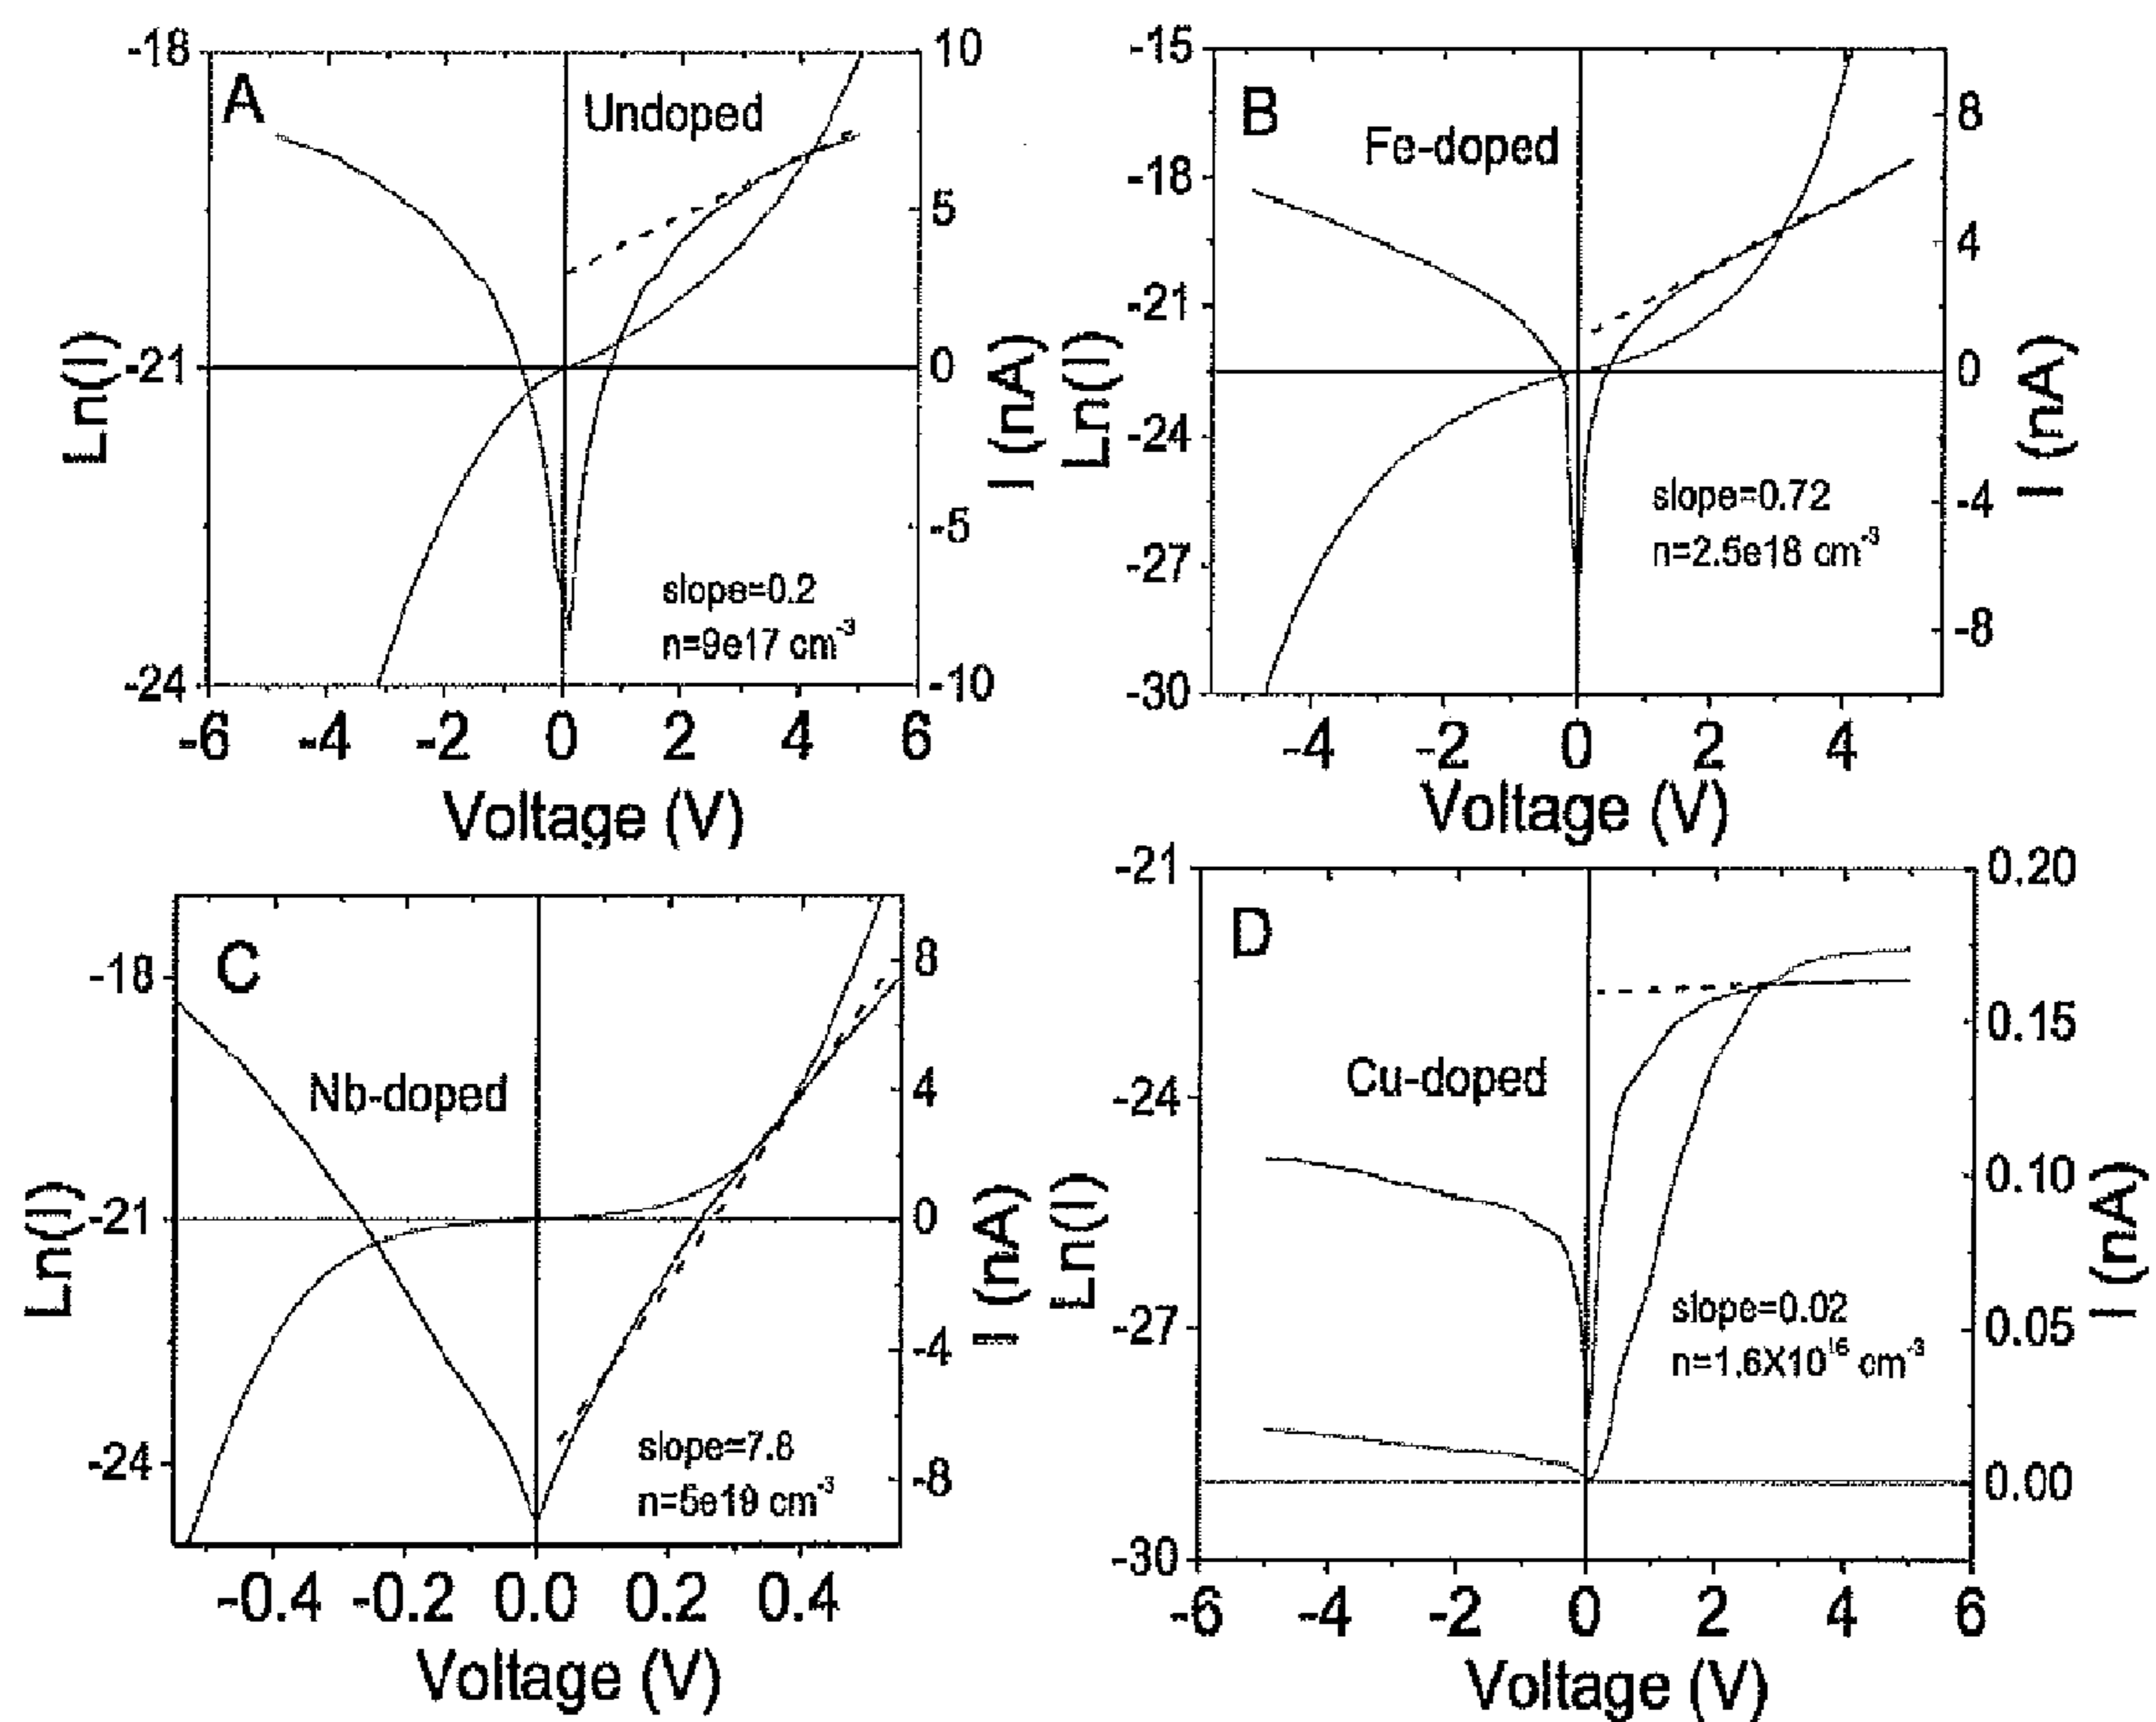 A
Undoped
-18
-21
-24
10
5
0
-5
-10
Ln(I)
I (nA)
slope=0.2
n=9e17 cm-3
-6 -4 -2 0 2 4 6
Voltage (V)
B
Fe-doped
-15
-18
-21
-24
-27
-30
8
4
0
-4
-8
Ln(I)
I (nA)
slope=0.72
n=2.5e18 cm-3
-4 -2 0 2 4
Voltage (V)
C
Nb-doped
-18
-21
-24
8
4
0
-4
-8
Ln(I)
I (nA)
slope=7.8
n=5e19 cm-3
-0.4 -0.2 0.0 0.2 0.4
Voltage (V)
D
Cu-doped
-21
-24
-27
-30
0.20
0.15
0.10
0.05
0.00
Ln(I)
I (nA)
slope=0.02
n=1.6X1016 cm-3
-6 -4 -2 0 2 4 6
Voltage (V)